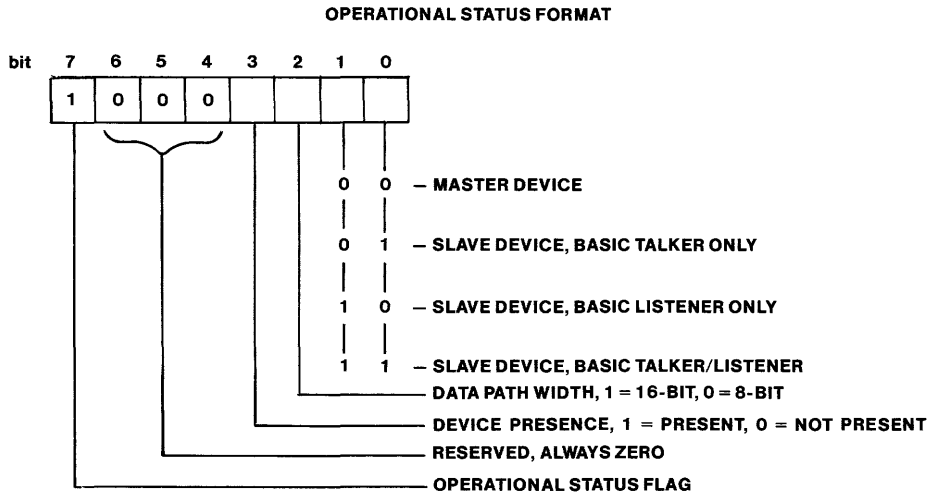 OPERATIONAL STATUS FORMAT
bit 7 6 5 4 3 2 1 0
1 0 0 0
0 0 – MASTER DEVICE
0 1 – SLAVE DEVICE, BASIC TALKER ONLY
1 0 – SLAVE DEVICE, BASIC LISTENER ONLY
1 1 – SLAVE DEVICE, BASIC TALKER/LISTENER
DATA PATH WIDTH, 1 = 16-BIT, 0 = 8-BIT
DEVICE PRESENCE, 1 = PRESENT, 0 = NOT PRESENT
RESERVED, ALWAYS ZERO
OPERATIONAL STATUS FLAG